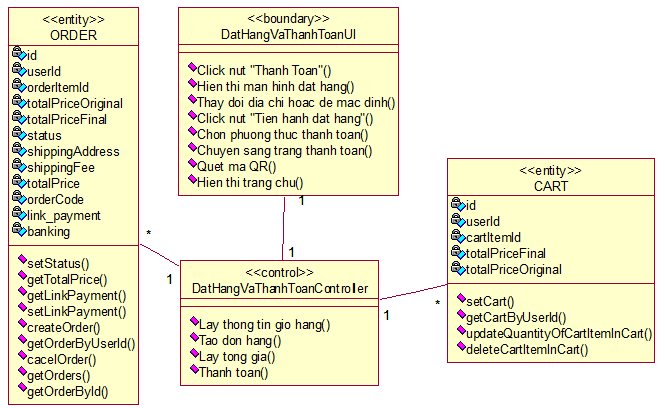 <<entity>>
ORDER
id
userId
orderItemId
totalPriceOriginal
totalPriceFinal
status
shippingAddress
shippingFee
totalPrice
orderCode
link_payment
banking
setStatus()
getTotalPrice()
getLinkPayment()
setLinkPayment()
createOrder()
getOrderByUserId()
cacelOrder()
getOrders()
getOrderById()
<<boundary>>
DatHangVaThanhToanUI
Click nut "Thanh Toan"()
Hien thi man hinh dat hang()
Thay doi dia chi hoac de mac dinh()
Click nut "Tien hanh dat hang"()
Chon phuong thuc thanh toan()
Chuyen sang trang thanh toan()
Quet ma QR()
Hien thi trang chu()
1
1
*
1
<<control>>
DatHangVaThanhToanController
Lay thong tin gio hang()
Tao don hang()
Lay tong gia()
Thanh toan()
1
*
<<entity>>
CART
id
userId
cartItemId
totalPriceFinal
totalPriceOriginal
setCart()
getCartByUserId()
updateQuantityOfCartItemInCart()
deleteCartItemInCart()